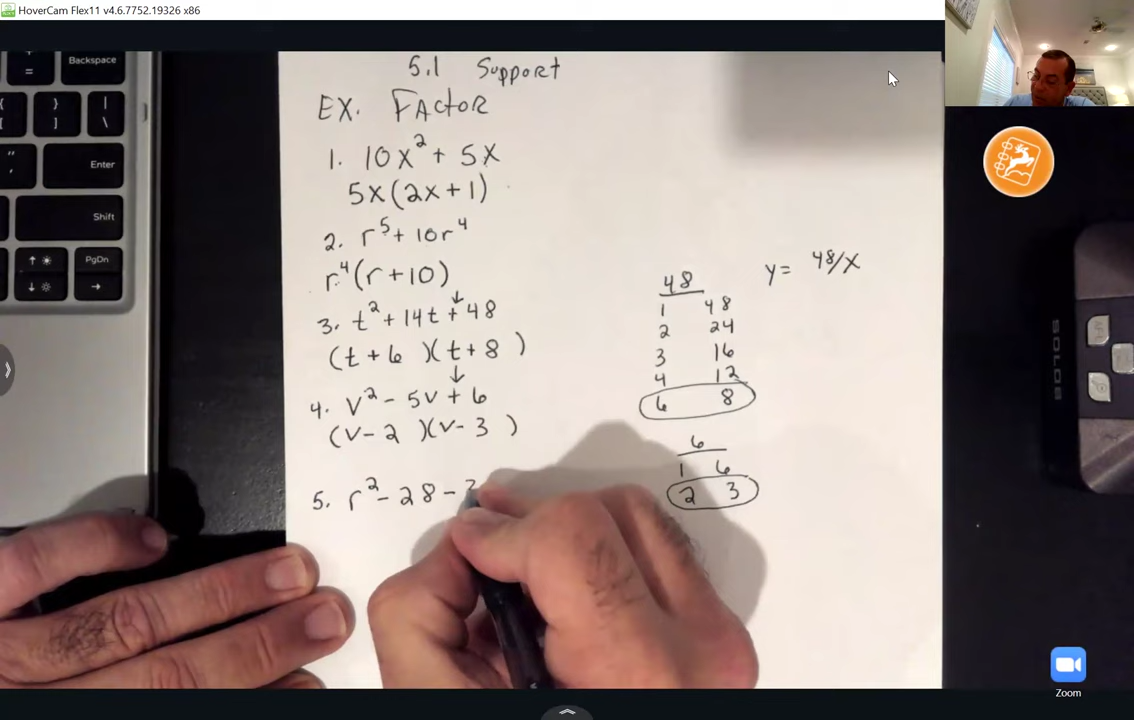 HoverCam Flex11 v4.6.7752.19326 x86
5.1 Support
EX. Factor
1. 10x² + 5x
5x(2x+1)
2. r⁵ + 10r⁴
r⁴(r+10)
3. t² + 14t + 48
(t + 6 )(t + 8 )
4. v² - 5v + 6
(v - 2 )(v - 3 )
5. r² - 28 - 3
48
1 48
2 24
3 16
4 12
6 8
6
1 6
2 3
y = 48/x
Backspace
Enter
Shift
PgDn
+
=
}
]
|
\
"
'
Zoom